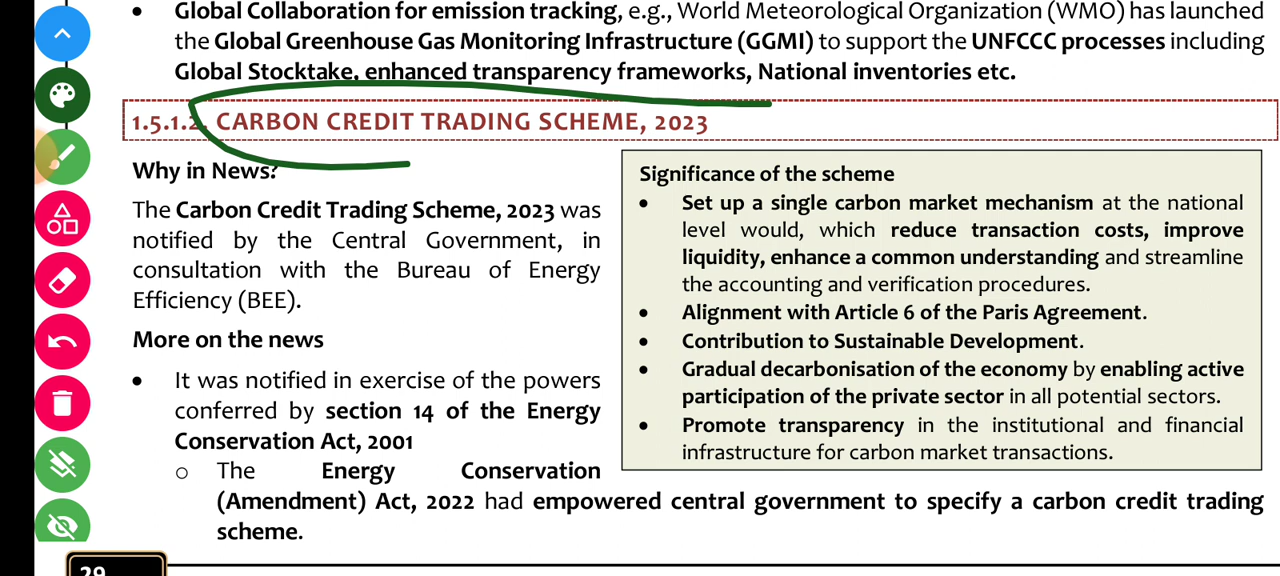 • Global Collaboration for emission tracking, e.g., World Meteorological Organization (WMO) has launched
the Global Greenhouse Gas Monitoring Infrastructure (GGMI) to support the UNFCCC processes including
Global Stocktake, enhanced transparency frameworks, National inventories etc.
1.5.1.2. CARBON CREDIT TRADING SCHEME, 2023
Why in News?
The Carbon Credit Trading Scheme, 2023 was
notified by the Central Government, in
consultation with the Bureau of Energy
Efficiency (BEE).
More on the news
• It was notified in exercise of the powers
conferred by section 14 of the Energy
Conservation Act, 2001
o The Energy Conservation
(Amendment) Act, 2022 had empowered central government to specify a carbon credit trading
scheme.
Significance of the scheme
• Set up a single carbon market mechanism at the national
level would, which reduce transaction costs, improve
liquidity, enhance a common understanding and streamline
the accounting and verification procedures.
• Alignment with Article 6 of the Paris Agreement.
• Contribution to Sustainable Development.
• Gradual decarbonisation of the economy by enabling active
participation of the private sector in all potential sectors.
• Promote transparency in the institutional and financial
infrastructure for carbon market transactions.
29